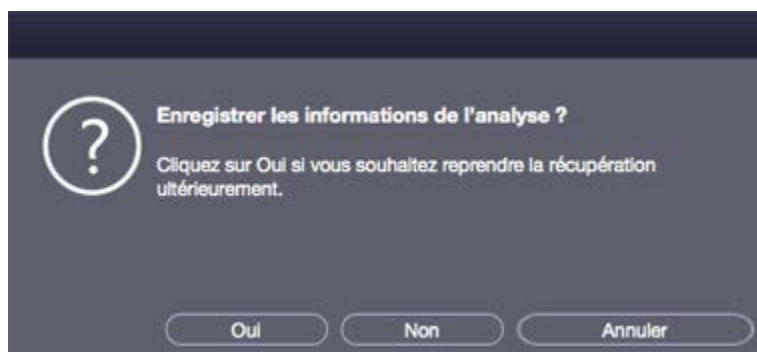 ?
Enregistrer les informations de l'analyse ?
Cliquez sur Oui si vous souhaitez reprendre la récupération
ultérieurement.
Oui Non Annuler